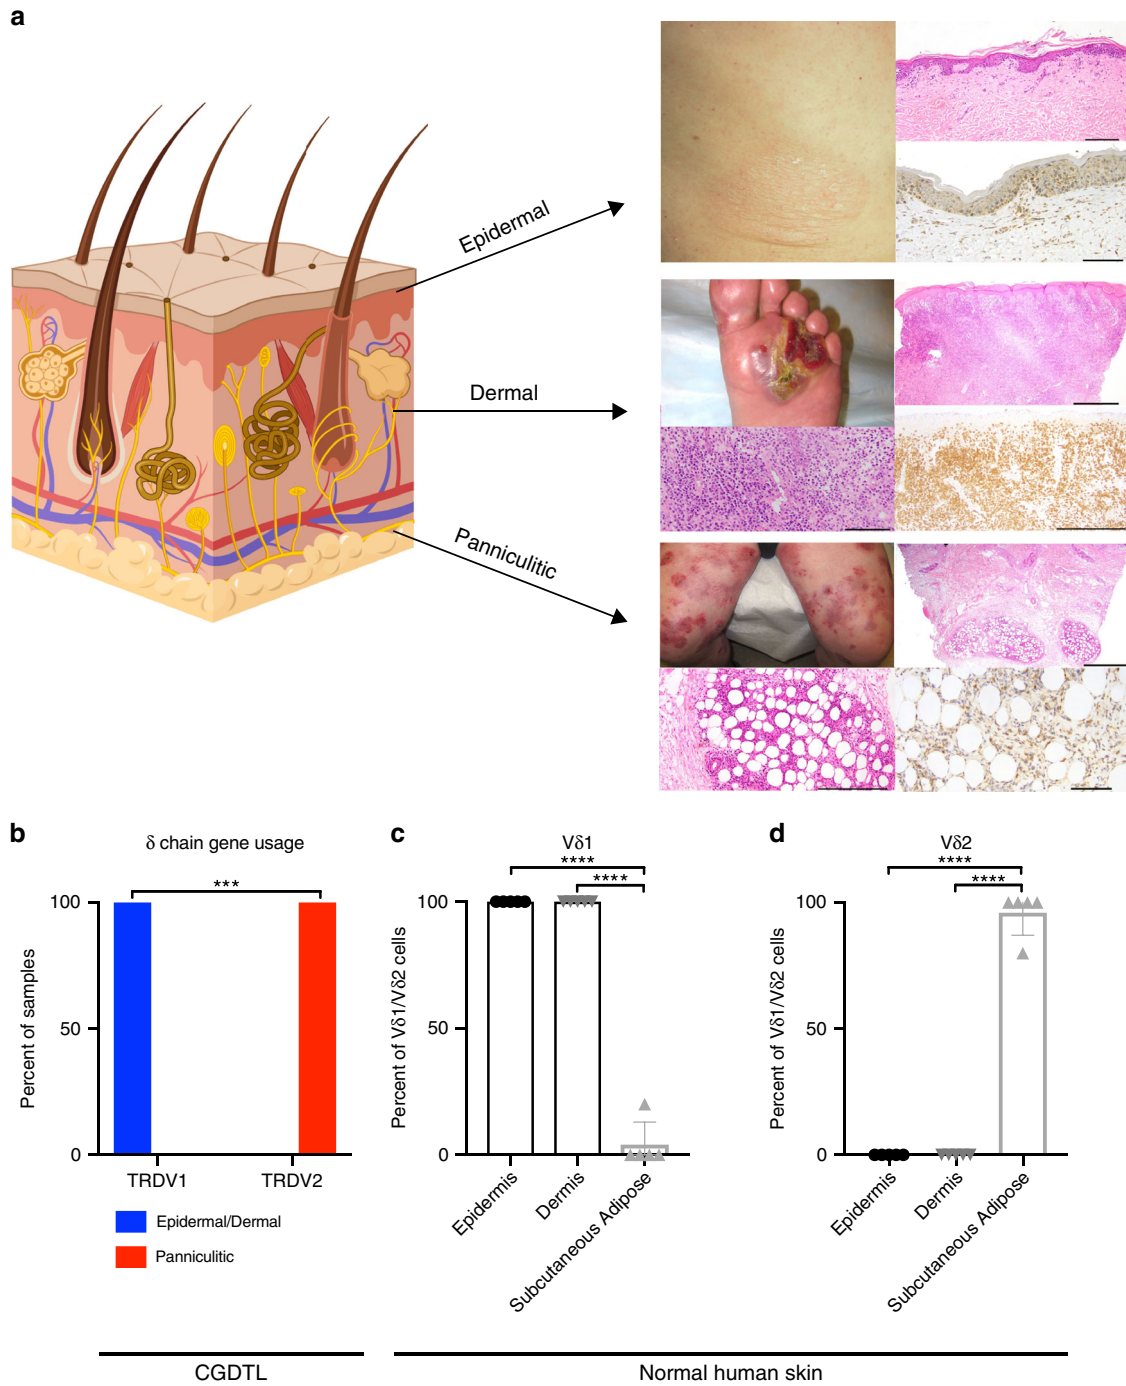 a
Epidermal
Dermal
Panniculitic
b
δ chain gene usage
***
100
50
0
Percent of samples
TRDV1
TRDV2
Epidermal/Dermal
Panniculitic
CGDTL
c
Vδ1
****
****
100
50
0
Percent of Vδ1/Vδ2 cells
Epidermis
Dermis
Subcutaneous Adipose
d
Vδ2
****
****
100
50
0
Percent of Vδ1/Vδ2 cells
Epidermis
Dermis
Subcutaneous Adipose
Normal human skin